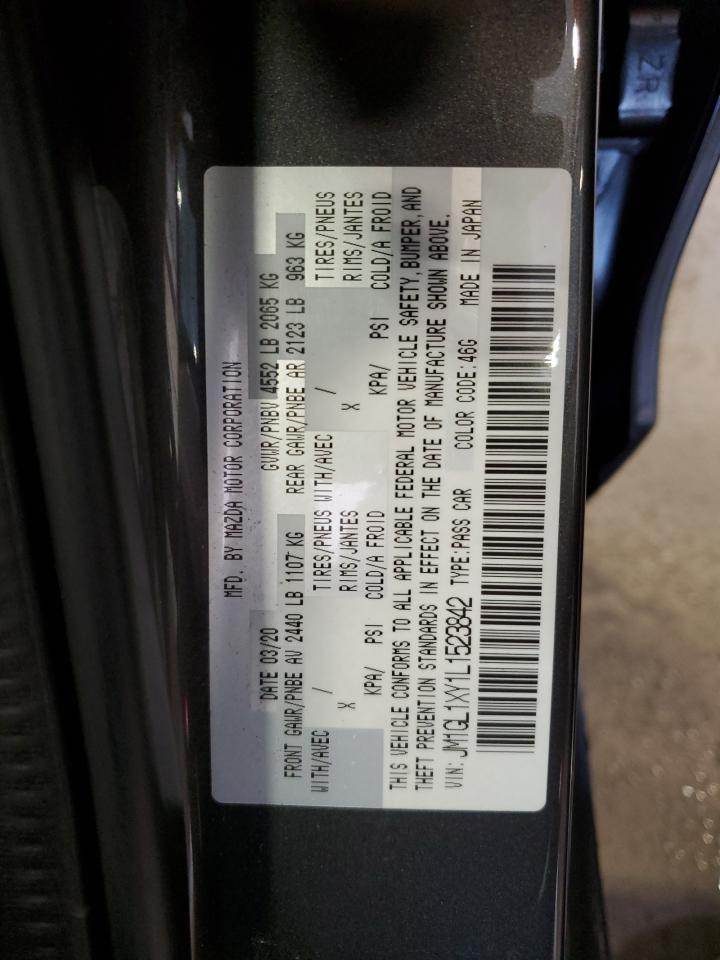 MFD. BY MAZDA MOTOR CORPORATION
DATE 03/20 GVWR/PNBV 4552 LB 2065 KG
FRONT GAWR/PNBE AV 2440 LB 1107 KG REAR GAWR/PNBE AR 2123 LB 963 KG
WITH/AVEC / TIRES/PNEUS WITH/AVEC / TIRES/PNEUS
X RIMS/JANTES X RIMS/JANTES
KPA/ PSI COLD/A FROID KPA/ PSI COLD/A FROID
THIS VEHICLE CONFORMS TO ALL APPLICABLE FEDERAL MOTOR VEHICLE SAFETY, BUMPER, AND
THEFT PREVENTION STANDARDS IN EFFECT ON THE DATE OF MANUFACTURE SHOWN ABOVE.
VIN: JM1GL1XY1L1523842 TYPE:PASS CAR COLOR CODE:46G MADE IN JAPAN
ZR